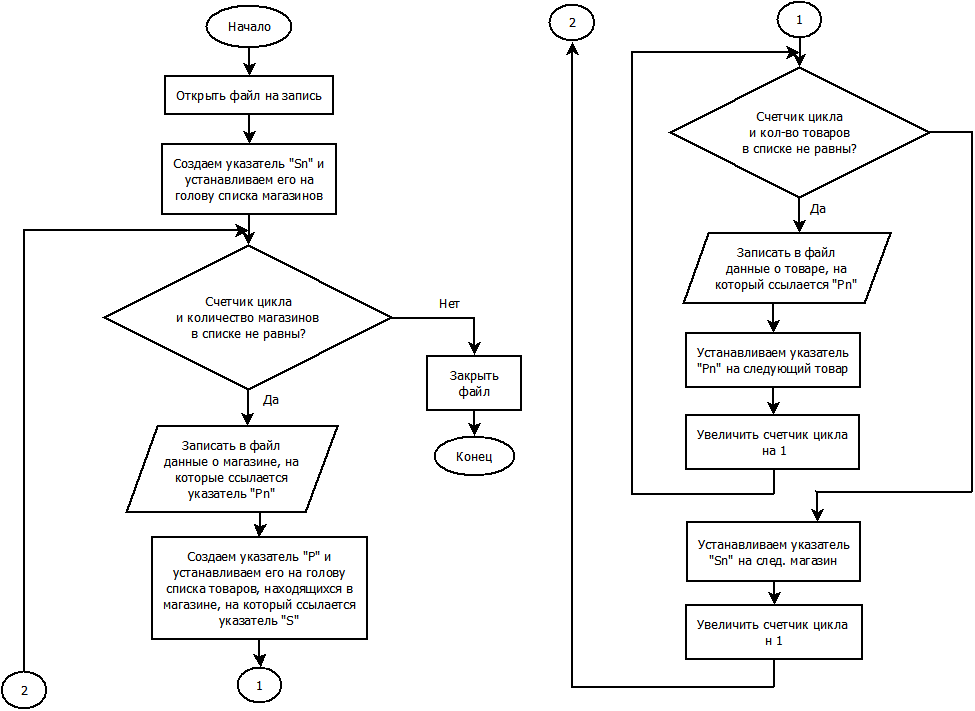 Начало
Открыть файл на запись
Создаем указатель "Sn" и
устанавливаем его на
голову списка магазинов
Счетчик цикла
и количество магазинов
в списке не равны?
Нет
Закрыть
файл
Конец
Да
Записать в файл
данные о магазине, на
которые ссылается
указатель "Pn"
Создаем указатель "P" и
устанавливаем его на голову
списка товаров, находящихся в
магазине, на который ссылается
указатель "S"
1
2
2
1
Счетчик цикла
и кол-во товаров
в списке не равны?
Да
Записать в файл
данные о товаре, на
который ссылается "Pn"
Устанавливаем указатель
"Pn" на следующий товар
Увеличить счетчик цикла
на 1
Устанавливаем указатель
"Sn" на след. магазин
Увеличить счетчик цикла
н 1